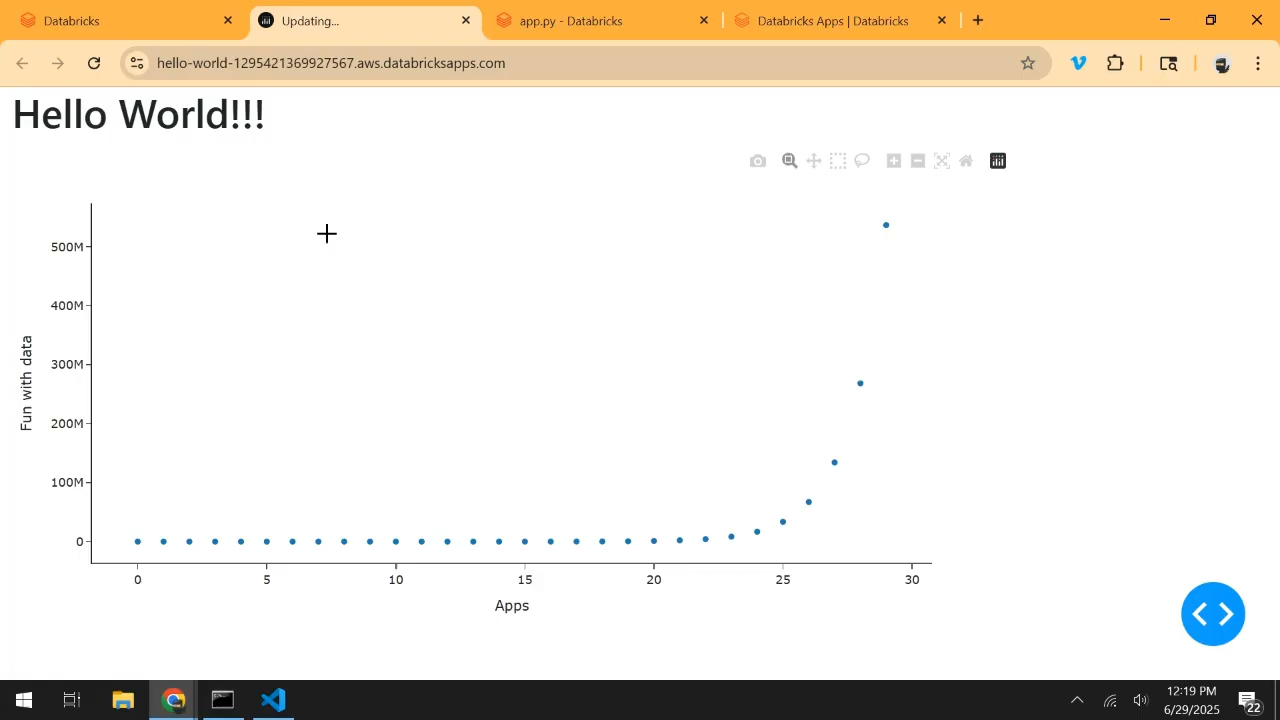 Databricks
Updating...
app.py - Databricks
Databricks Apps | Databricks
hello-world-1295421369927567.aws.databricksapps.com
Hello World!!!
500M
400M
300M
200M
100M
0
Fun with data
0 5 10 15 20 25 30
Apps
12:19 PM
6/29/2025
22